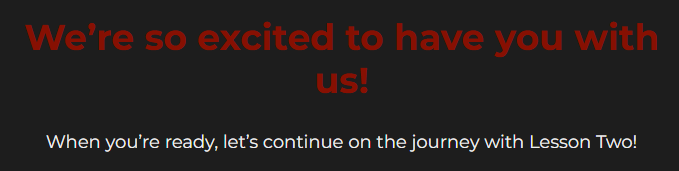 We’re so excited to have you with
us!
When you’re ready, let’s continue on the journey with Lesson Two!